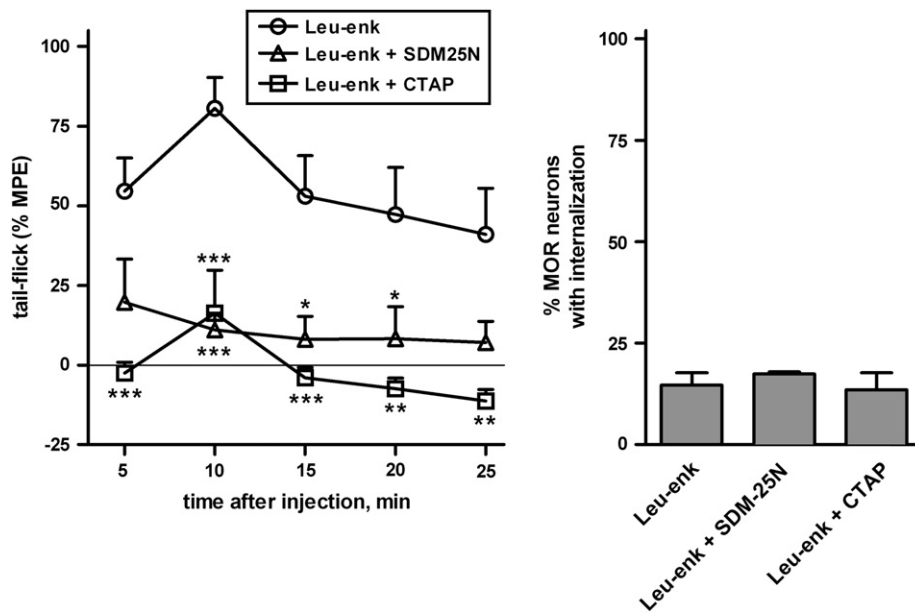 Leu-enk
Leu-enk + SDM25N
Leu-enk + CTAP
tail-flick (% MPE)
100
75
50
25
0
-25
***
*
*
***
***
***
**
**
5
10
15
20
25
time after injection, min
% MOR neurons
with internalization
100
75
50
25
0
Leu-enk
Leu-enk + SDM-25N
Leu-enk + CTAP